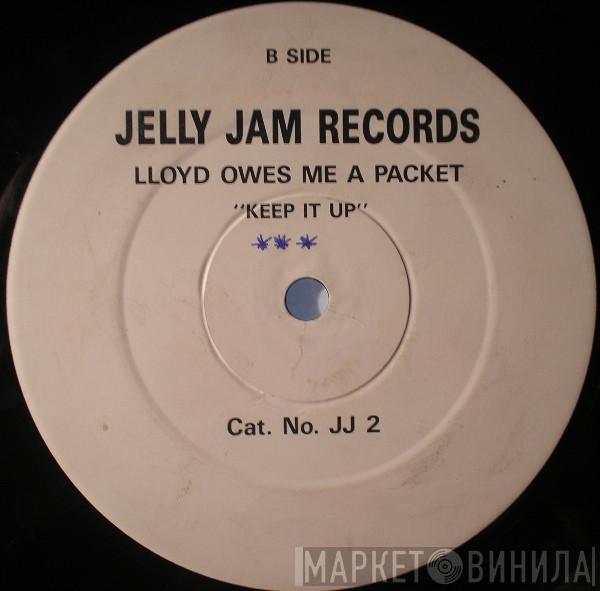 B SIDE
JELLY JAM RECORDS
LLOYD OWES ME A PACKET
"KEEP IT UP"
***
Cat. No. JJ 2
МАРКЕТ ВИНИЛА